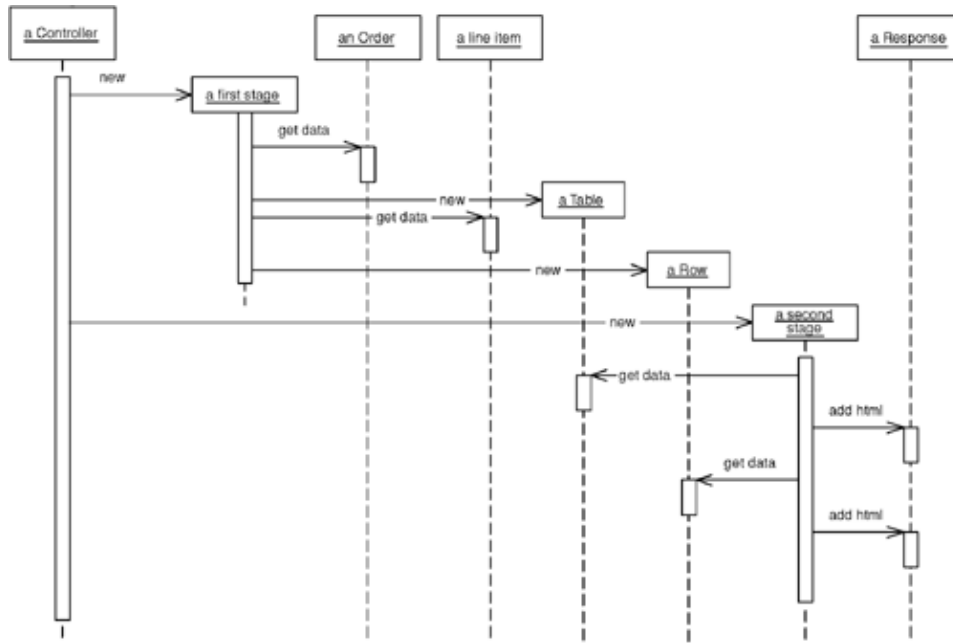 a Controller
an Order
a line item
a Response
new
a first stage
get data
new
a Table
get data
new
a Row
new
a second
stage
get data
add html
get data
add html